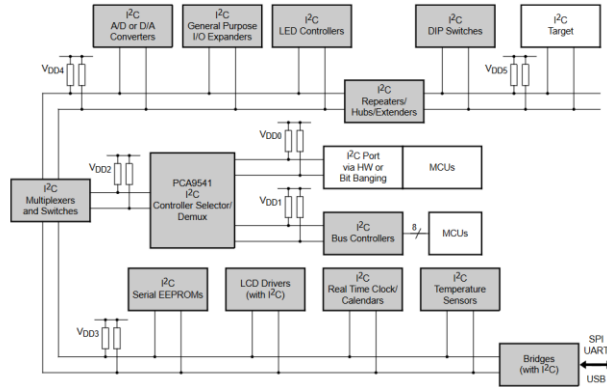 I²C
A/D or D/A
Converters
I²C
General Purpose
I/O Expanders
I²C
LED Controllers
I²C
DIP Switches
I²C
Target
VDD4
VDD5
I²C
Repeaters/
Hubs/Extenders
VDD0
VDD2
PCA9541
I²C
Controller Selector/
Demux
I²C Port
via HW or
Bit Banging
MCUs
I²C
Multiplexers
and Switches
VDD1
I²C
Bus Controllers
8
MCUs
I²C
Serial EEPROMs
LCD Drivers
(with I²C)
I²C
Real Time Clock/
Calendars
I²C
Temperature
Sensors
VDD3
Bridges
(with I²C)
SPI
UART
USB